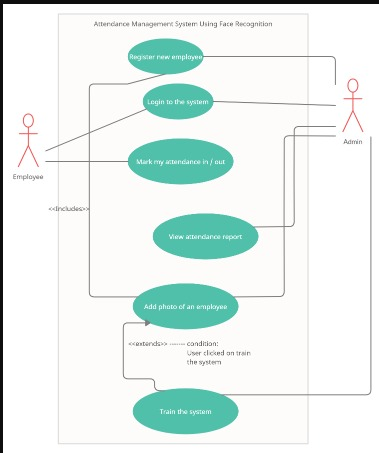 Attendance Management System Using Face Recognition
Register new employee
Login to the system
Admin
Mark my attendance in / out
Employee
<<Includes>>
View attendance report
Add photo of an employee
<<extends>> ------- condition:
User clicked on train
the system
Train the system